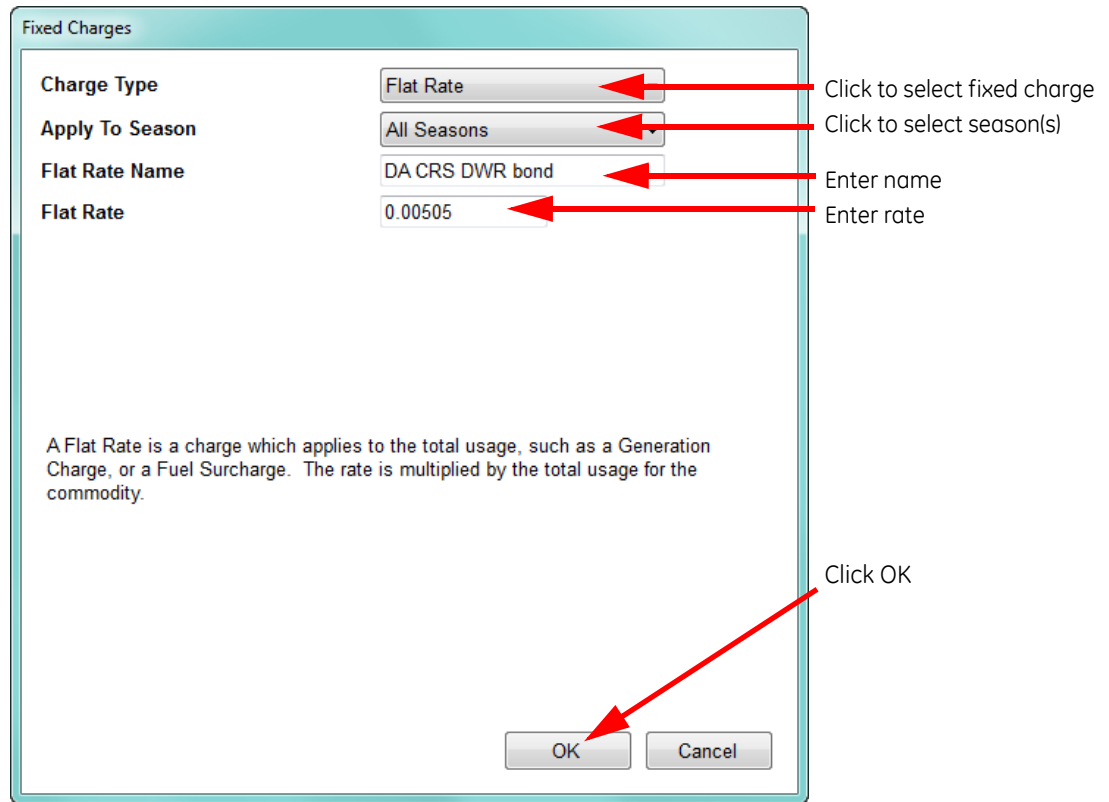 Fixed Charges
Charge Type
Flat Rate
Click to select fixed charge
Apply To Season
All Seasons
Click to select season(s)
Flat Rate Name
DA CRS DWR bond
Enter name
Flat Rate
0.00505
Enter rate
A Flat Rate is a charge which applies to the total usage, such as a Generation
Charge, or a Fuel Surcharge.  The rate is multiplied by the total usage for the
commodity.
Click OK
OK
Cancel